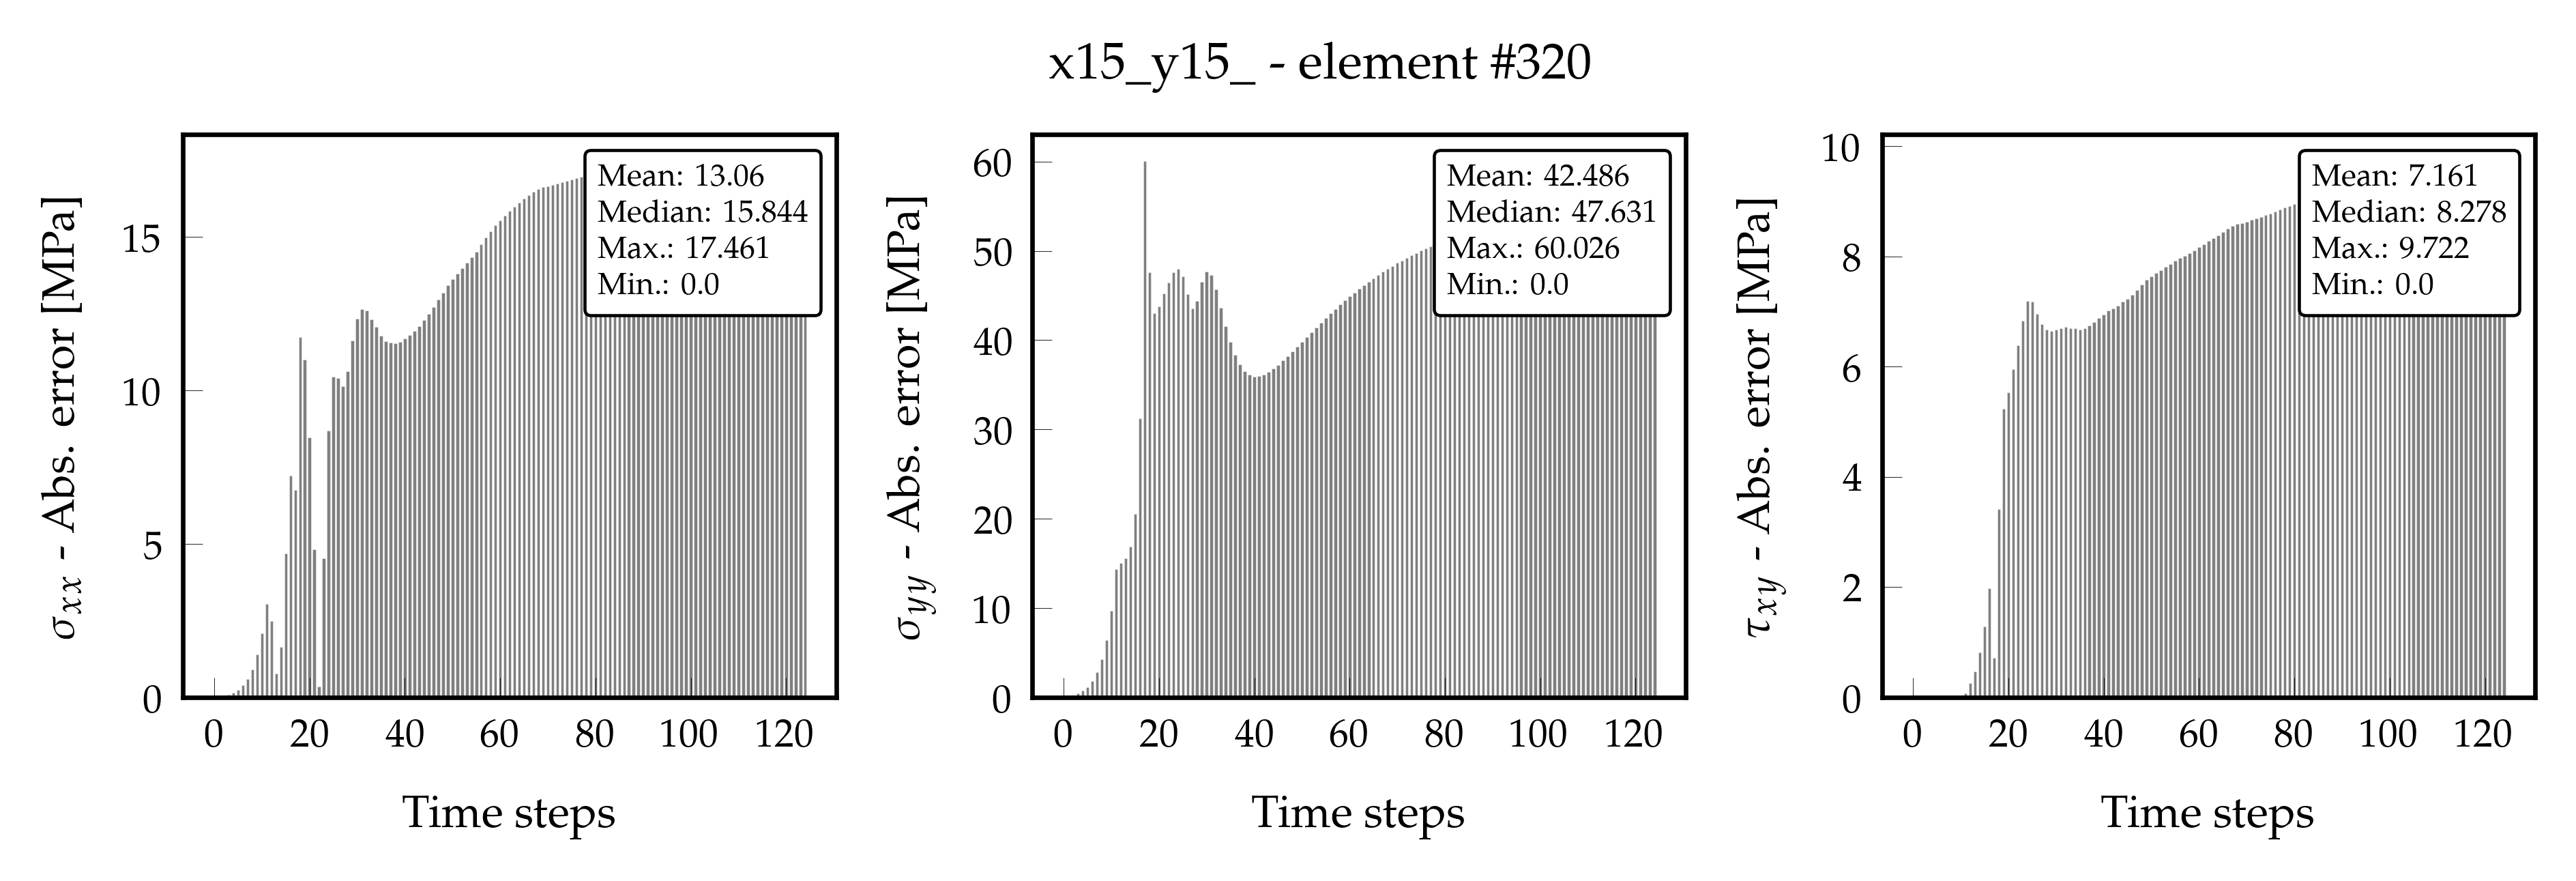 x15_y15_ - element #320
σxx - Abs. error [MPa]
15
10
5
0
Mean: 13.06
Median: 15.844
Max.: 17.461
Min.: 0.0
0 20 40 60 80 100 120
Time steps
σyy - Abs. error [MPa]
60
50
40
30
20
10
0
Mean: 42.486
Median: 47.631
Max.: 60.026
Min.: 0.0
0 20 40 60 80 100 120
Time steps
τxy - Abs. error [MPa]
10
8
6
4
2
0
Mean: 7.161
Median: 8.278
Max.: 9.722
Min.: 0.0
0 20 40 60 80 100 120
Time steps